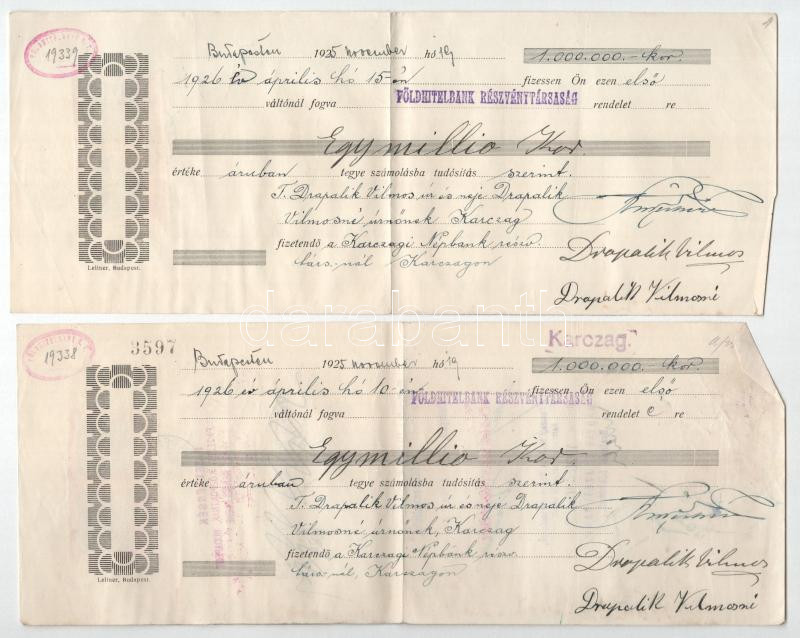 19339
Budapesten 1925 november hó 19 1.000.000.- kor.
1926 év április hó 15-én fizessen Ön ezen első
váltónál fogva FÖLDHITELBANK RÉSZVÉNYTÁRSASÁG rendelet re
Egymillio Kor.
értéke áruban tegye számolásba tudósítás szerint.
T. Drapalik Vilmos úr és neje Drapalik
Vilmosné úrnőnek Karczag
fizetendő a Karczagi Népbank részv.
társ.-nál Karczagon
Drapalik Vilmos
Drapalik Vilmosné
Leitner, Budapest.
darabanth
19338
3597
Karczag.
Budapesten 1925 november hó 19 1.000.000.- kor
1926 év április hó 10-én fizessen Ön ezen első
váltónál fogva FÖLDHITELBANK RÉSZVÉNYTÁRSASÁG rendelet e re
Egymillio Kor.
értéke áruban tegye számolásba tudósítás szerint.
T. Drapalik Vilmos úr és neje Drapalik
Vilmosné úrnőnek, Karczag
fizetendő a Karczagi Népbank részv.
társ-nál, Karczagon
Drapalik Vilmos
Drapalik Vilmosné
Leitner, Budapest.